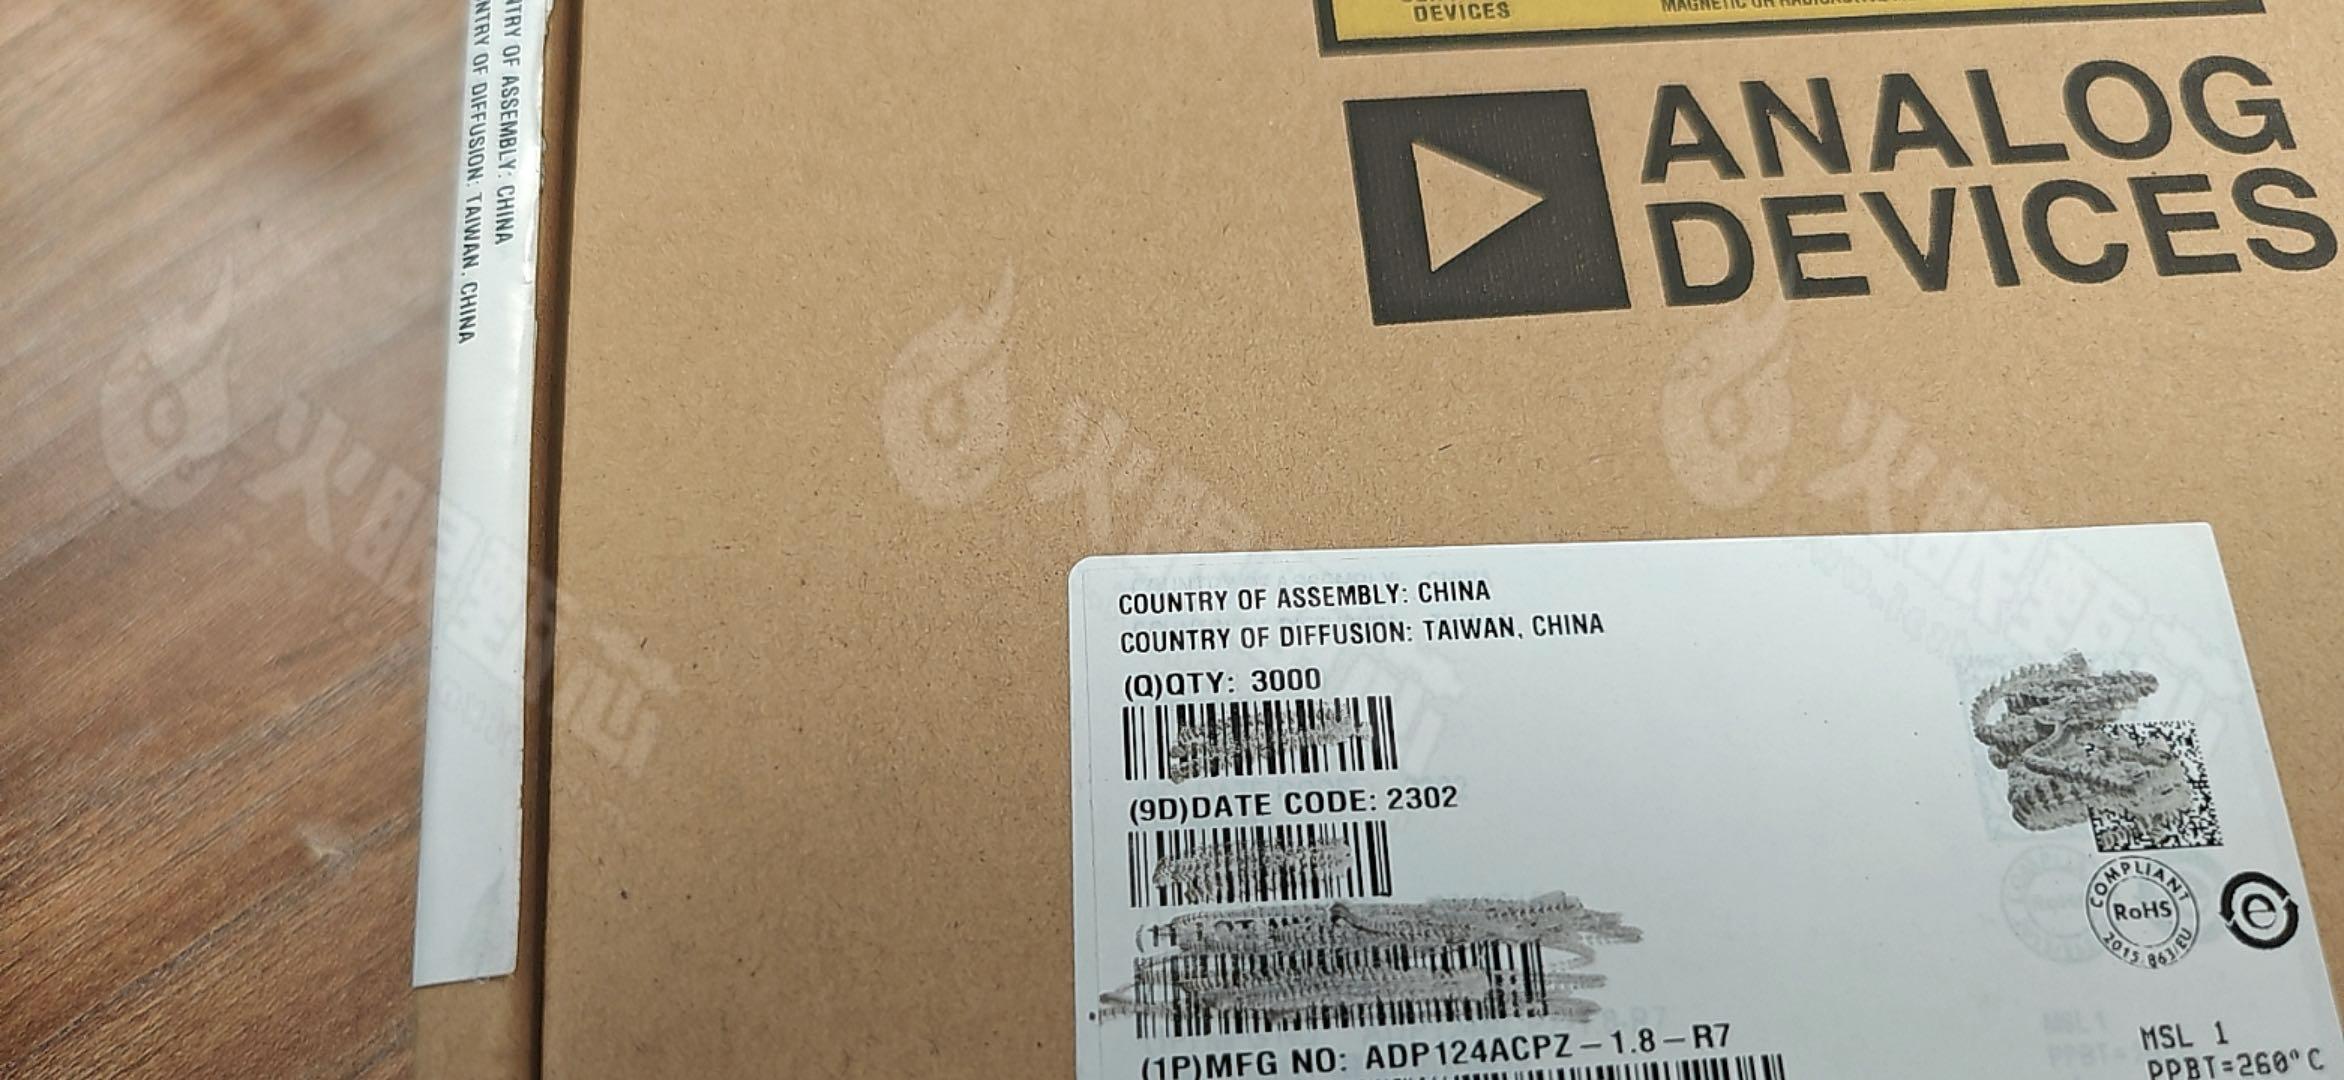 DEVICES
ANALOG
DEVICES
NTRY OF ASSEMBLY: CHINA
NTRY OF DIFFUSION: TAIWAN, CHINA
COUNTRY OF ASSEMBLY: CHINA
COUNTRY OF DIFFUSION: TAIWAN, CHINA
(Q)QTY: 3000
(9D)DATE CODE: 2302
COMPLIANT
RoHS
2015/863/EU
e
(1P)MFG NO: ADP124ACPZ-1.8-R7
MSL 1
PPBT=260°C